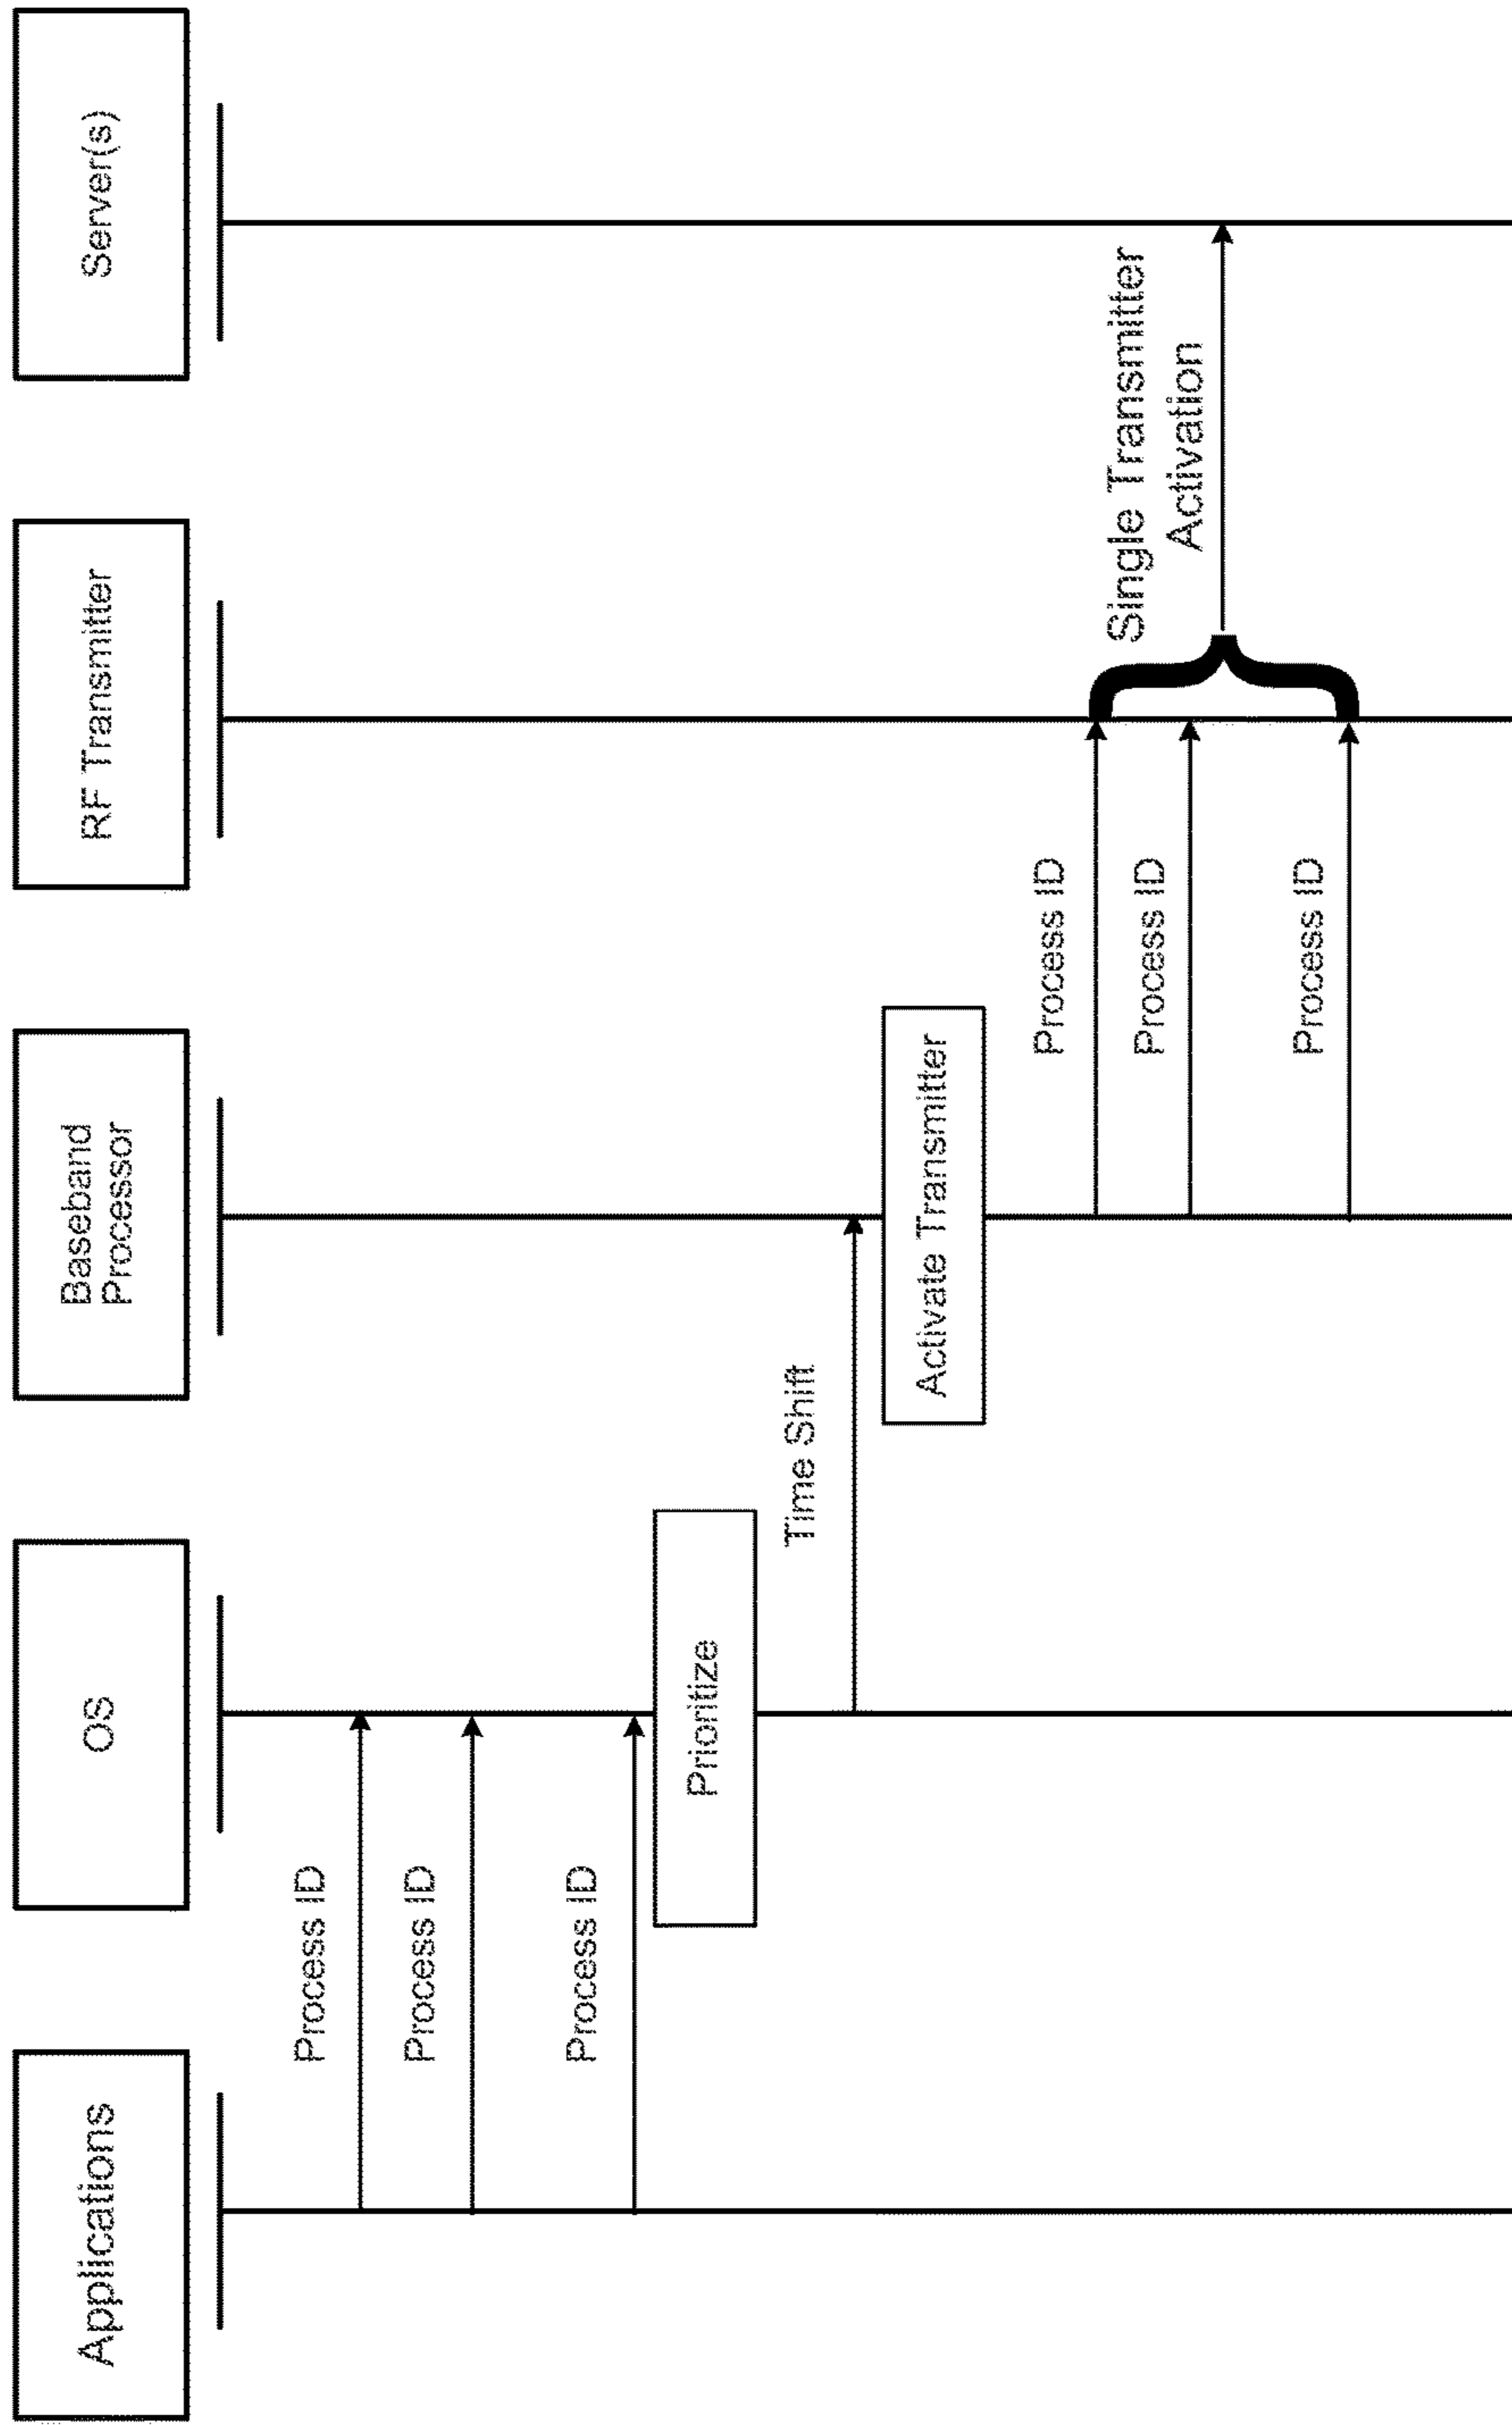 Applications
OS
Baseband
Processor
RF Transmitter
Server(s)
Process ID
Process ID
Process ID
Prioritize
Time Shift
Activate Transmitter
Process ID
Process ID
Process ID
Single Transmitter
Activation